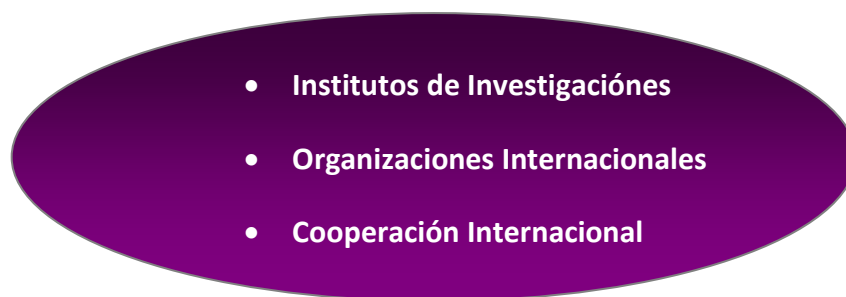 • Institutos de Investigaciónes
• Organizaciones Internacionales
• Cooperación Internacional